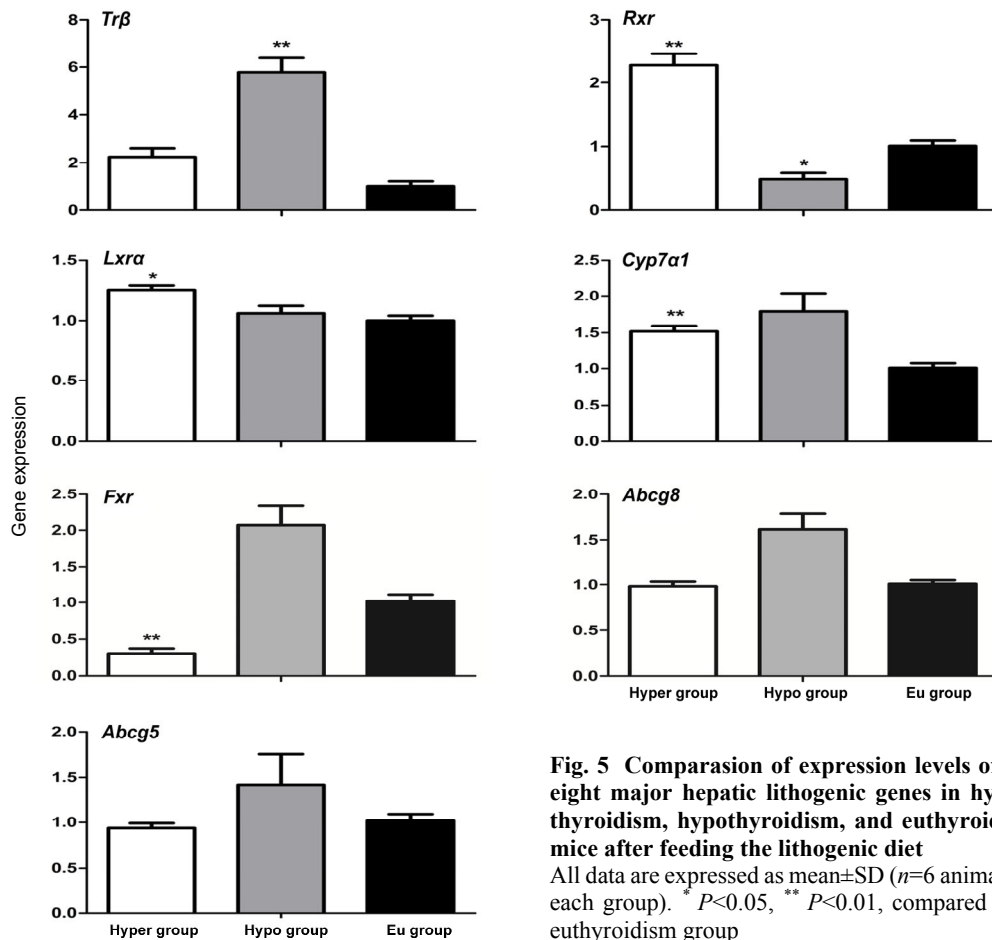 Gene expression
Trβ
**
8
6
4
2
0
Rxr
**
*
3
2
1
0
Lxrα
*
1.5
1.0
0.5
0.0
Cyp7α1
**
2.5
2.0
1.5
1.0
0.5
0.0
Fxr
**
2.5
2.0
1.5
1.0
0.5
0.0
Abcg8
2.0
1.5
1.0
0.5
0.0
Hyper group Hypo group Eu group
Abcg5
2.0
1.5
1.0
0.5
0.0
Hyper group Hypo group Eu group
Fig. 5 Comparasion of expression levels o
eight major hepatic lithogenic genes in hy
thyroidism, hypothyroidism, and euthyroid
mice after feeding the lithogenic diet
All data are expressed as mean±SD (n=6 anima
each group). * P<0.05, ** P<0.01, compared
euthyroidism group